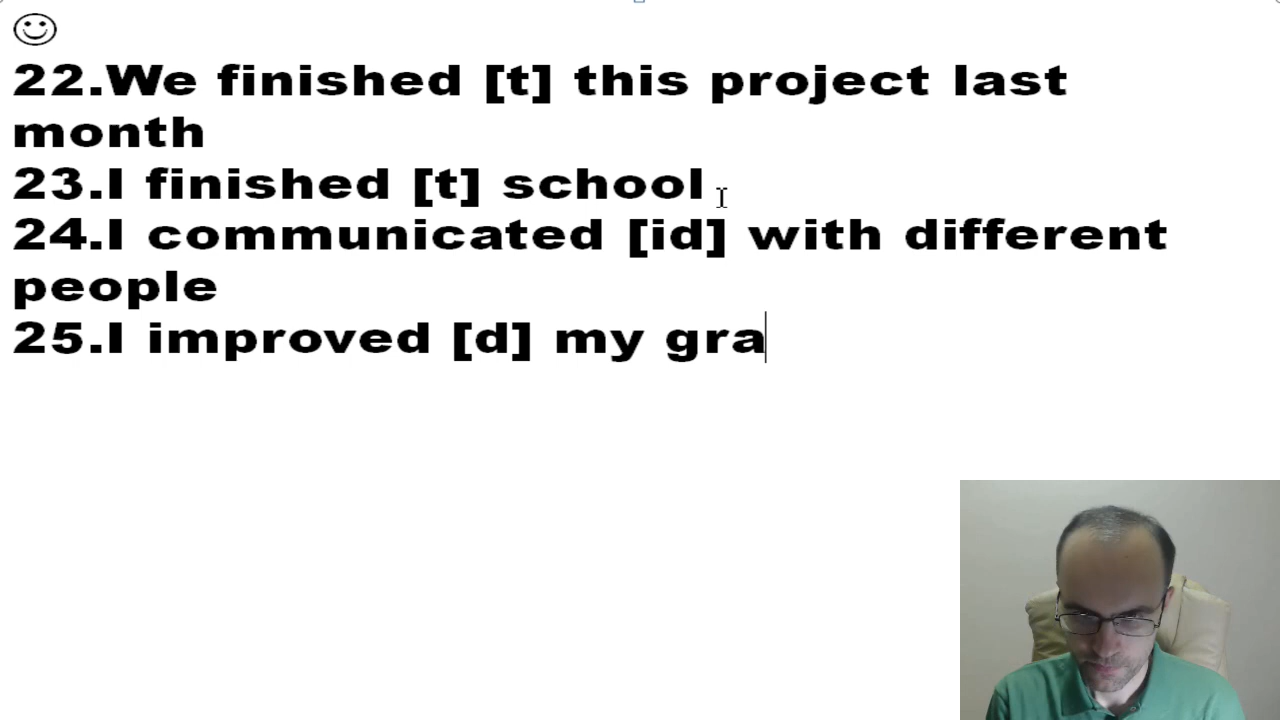 22.We finished [t] this project last
month
23.I finished [t] school
24.I communicated [id] with different
people
25.I improved [d] my gra